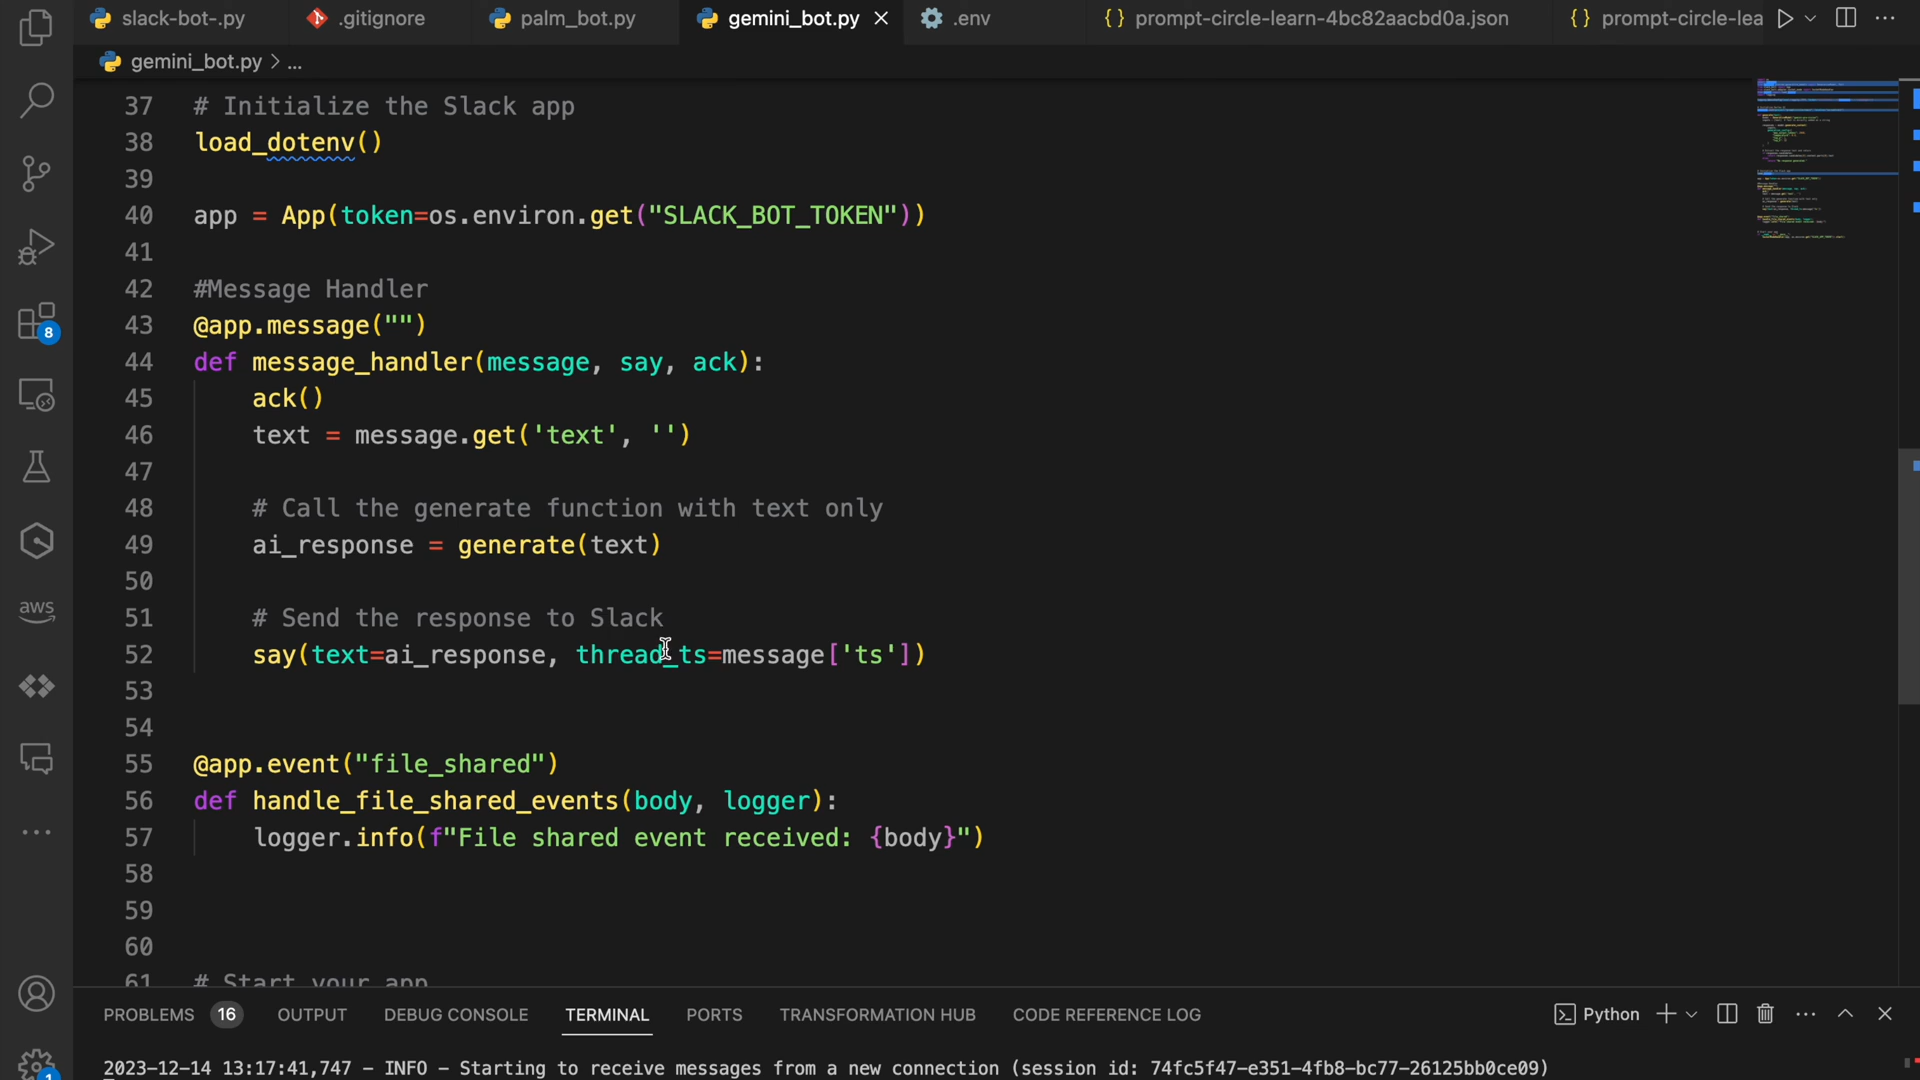 slack-bot-.py .gitignore palm_bot.py gemini_bot.py .env {} prompt-circle-learn-4bc82aacbd0a.json {} prompt-circle-lea
gemini_bot.py > ...
37 # Initialize the Slack app
38 load_dotenv()
39
40 app = App(token=os.environ.get("SLACK_BOT_TOKEN"))
41
42 #Message Handler
43 @app.message("")
44 def message_handler(message, say, ack):
45 ack()
46 text = message.get('text', '')
47
48 # Call the generate function with text only
49 ai_response = generate(text)
50
51 # Send the response to Slack
52 say(text=ai_response, thread_ts=message['ts'])
53
54
55 @app.event("file_shared")
56 def handle_file_shared_events(body, logger):
57 logger.info(f"File shared event received: {body}")
58
59
60
61 # Start your app
8
aws
1
PROBLEMS 16 OUTPUT DEBUG CONSOLE TERMINAL PORTS TRANSFORMATION HUB CODE REFERENCE LOG Python
2023-12-14 13:17:41,747 - INFO - Starting to receive messages from a new connection (session id: 74fc5f47-e351-4fb8-bc77-26125bb0ce09)